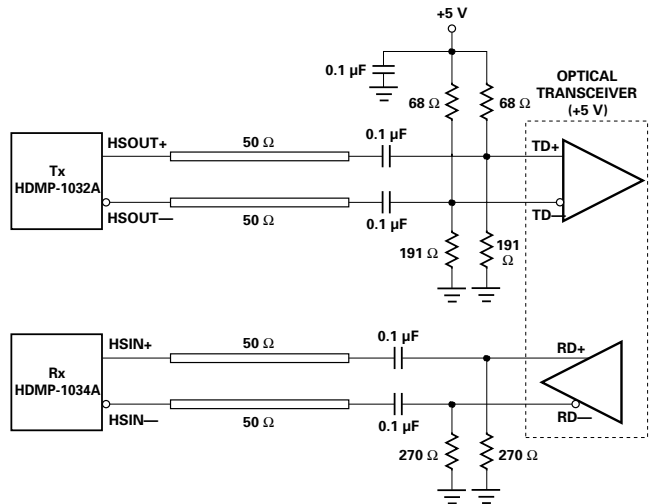 +5 V
0.1 µF
68 Ω
68 Ω
OPTICAL
TRANSCEIVER
(+5 V)
Tx
HDMP-1032A
HSOUT+
50 Ω
0.1 µF
TD+
HSOUT—
50 Ω
0.1 µF
TD—
191 Ω
191
Ω
Rx
HDMP-1034A
HSIN+
50 Ω
0.1 µF
RD+
HSIN—
50 Ω
0.1 µF
RD—
270 Ω
270 Ω